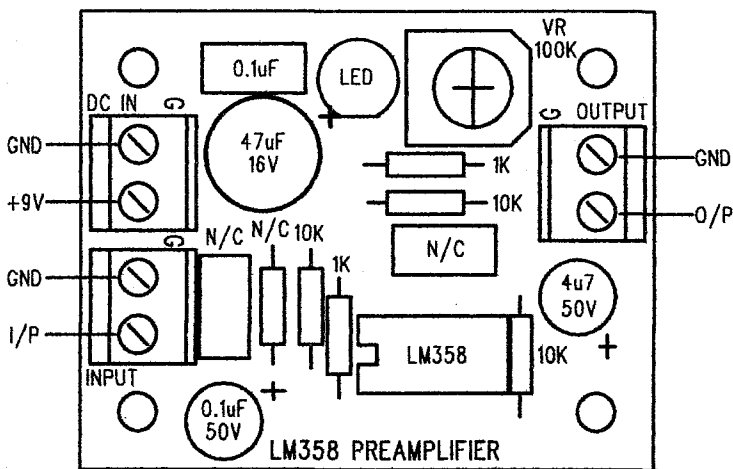 VR
100K
0.1uF
LED
DC IN
G
G
OUTPUT
GND
47uF
16V
GND
1K
+9V
10K
O/P
G
N/C
N/C
10K
N/C
GND
1K
4u7
50V
+
I/P
LM358
10K
+
INPUT
+
0.1uF
50V
LM358 PREAMPLIFIER